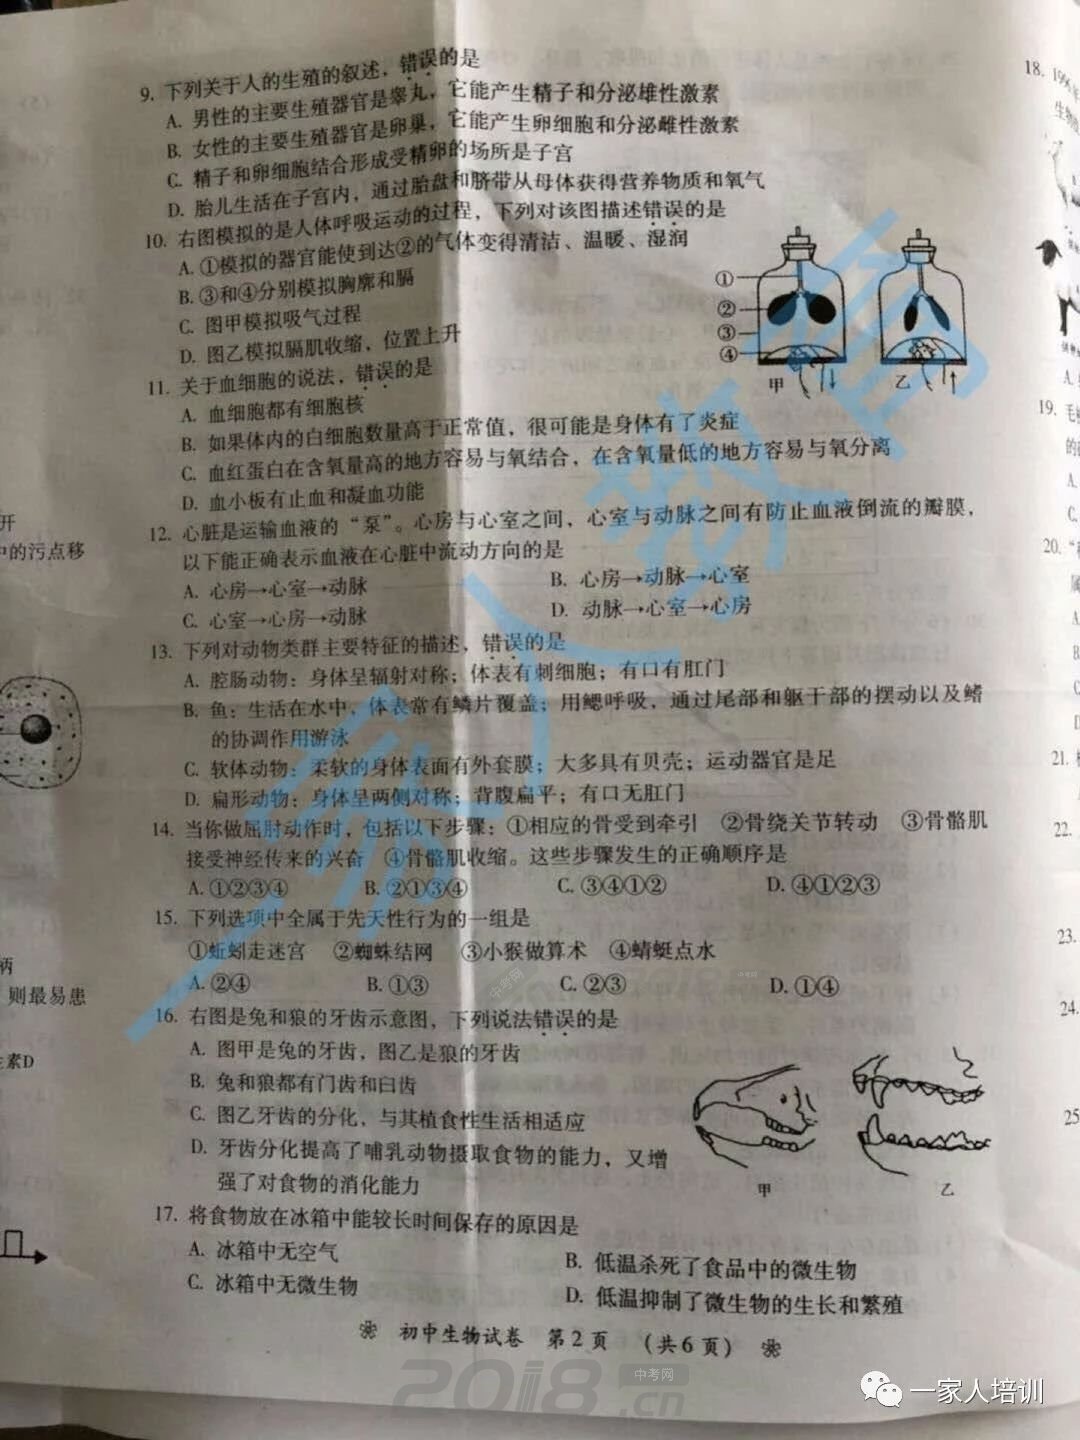 9. 下列关于人的生殖的叙述，错误的是
A. 男性的主要生殖器官是睾丸，它能产生精子和分泌雄性激素
B. 女性的主要生殖器官是卵巢，它能产生卵细胞和分泌雌性激素
C. 精子和卵细胞结合形成受精卵的场所是子宫
D. 胎儿生活在子宫内，通过胎盘和脐带从母体获得营养物质和氧气
10. 右图模拟的是人体呼吸运动的过程，下列对该图描述错误的是
A. ①模拟的器官能使到达②的气体变得清洁、温暖、湿润
B. ③和④分别模拟胸廓和膈
C. 图甲模拟吸气过程
D. 图乙模拟膈肌收缩，位置上升
①
②
③
④
甲
乙
11. 关于血细胞的说法，错误的是
A. 血细胞都有细胞核
B. 如果体内的白细胞数量高于正常值，很可能是身体有了炎症
C. 血红蛋白在含氧量高的地方容易与氧结合，在含氧量低的地方容易与氧分离
D. 血小板有止血和凝血功能
12. 心脏是运输血液的“泵”。心房与心室之间，心室与动脉之间有防止血液倒流的瓣膜，
以下能正确表示血液在心脏中流动方向的是
A. 心房→心室→动脉 B. 心房→动脉→心室
C. 心室→心房→动脉 D. 动脉→心室→心房
13. 下列对动物类群主要特征的描述，错误的是
A. 腔肠动物：身体呈辐射对称；体表有刺细胞；有口有肛门
B. 鱼：生活在水中，体表常有鳞片覆盖；用鳃呼吸，通过尾部和躯干部的摆动以及鳍
的协调作用游泳
C. 软体动物：柔软的身体表面有外套膜；大多具有贝壳；运动器官是足
D. 扁形动物：身体呈两侧对称；背腹扁平；有口无肛门
14. 当你做屈肘动作时，包括以下步骤：①相应的骨受到牵引 ②骨绕关节转动 ③骨骼肌
接受神经传来的兴奋 ④骨骼肌收缩。这些步骤发生的正确顺序是
A. ①②③④ B. ②①③④ C. ③④①② D. ④①②③
15. 下列选项中全属于先天性行为的一组是
①蚯蚓走迷宫 ②蜘蛛结网 ③小猴做算术 ④蜻蜓点水
A. ②④ B. ①③ C. ②③ D. ①④
16. 右图是兔和狼的牙齿示意图，下列说法错误的是
A. 图甲是兔的牙齿，图乙是狼的牙齿
B. 兔和狼都有门齿和臼齿
C. 图乙牙齿的分化，与其植食性生活相适应
D. 牙齿分化提高了哺乳动物摄取食物的能力，又增
强了对食物的消化能力
甲
乙
17. 将食物放在冰箱中能较长时间保存的原因是
A. 冰箱中无空气 B. 低温杀死了食品中的微生物
C. 冰箱中无微生物 D. 低温抑制了微生物的生长和繁殖
初中生物试卷 第2页 （共6页）
开
中的污点移
柄
则最易患
素D
18. 199
生物
A.
19. 毛
的
A.
C.
20. “
属
A.
B.
C
21.
22.
23.
24.
25
一家人教育
中考网
2018.cn
一家人培训